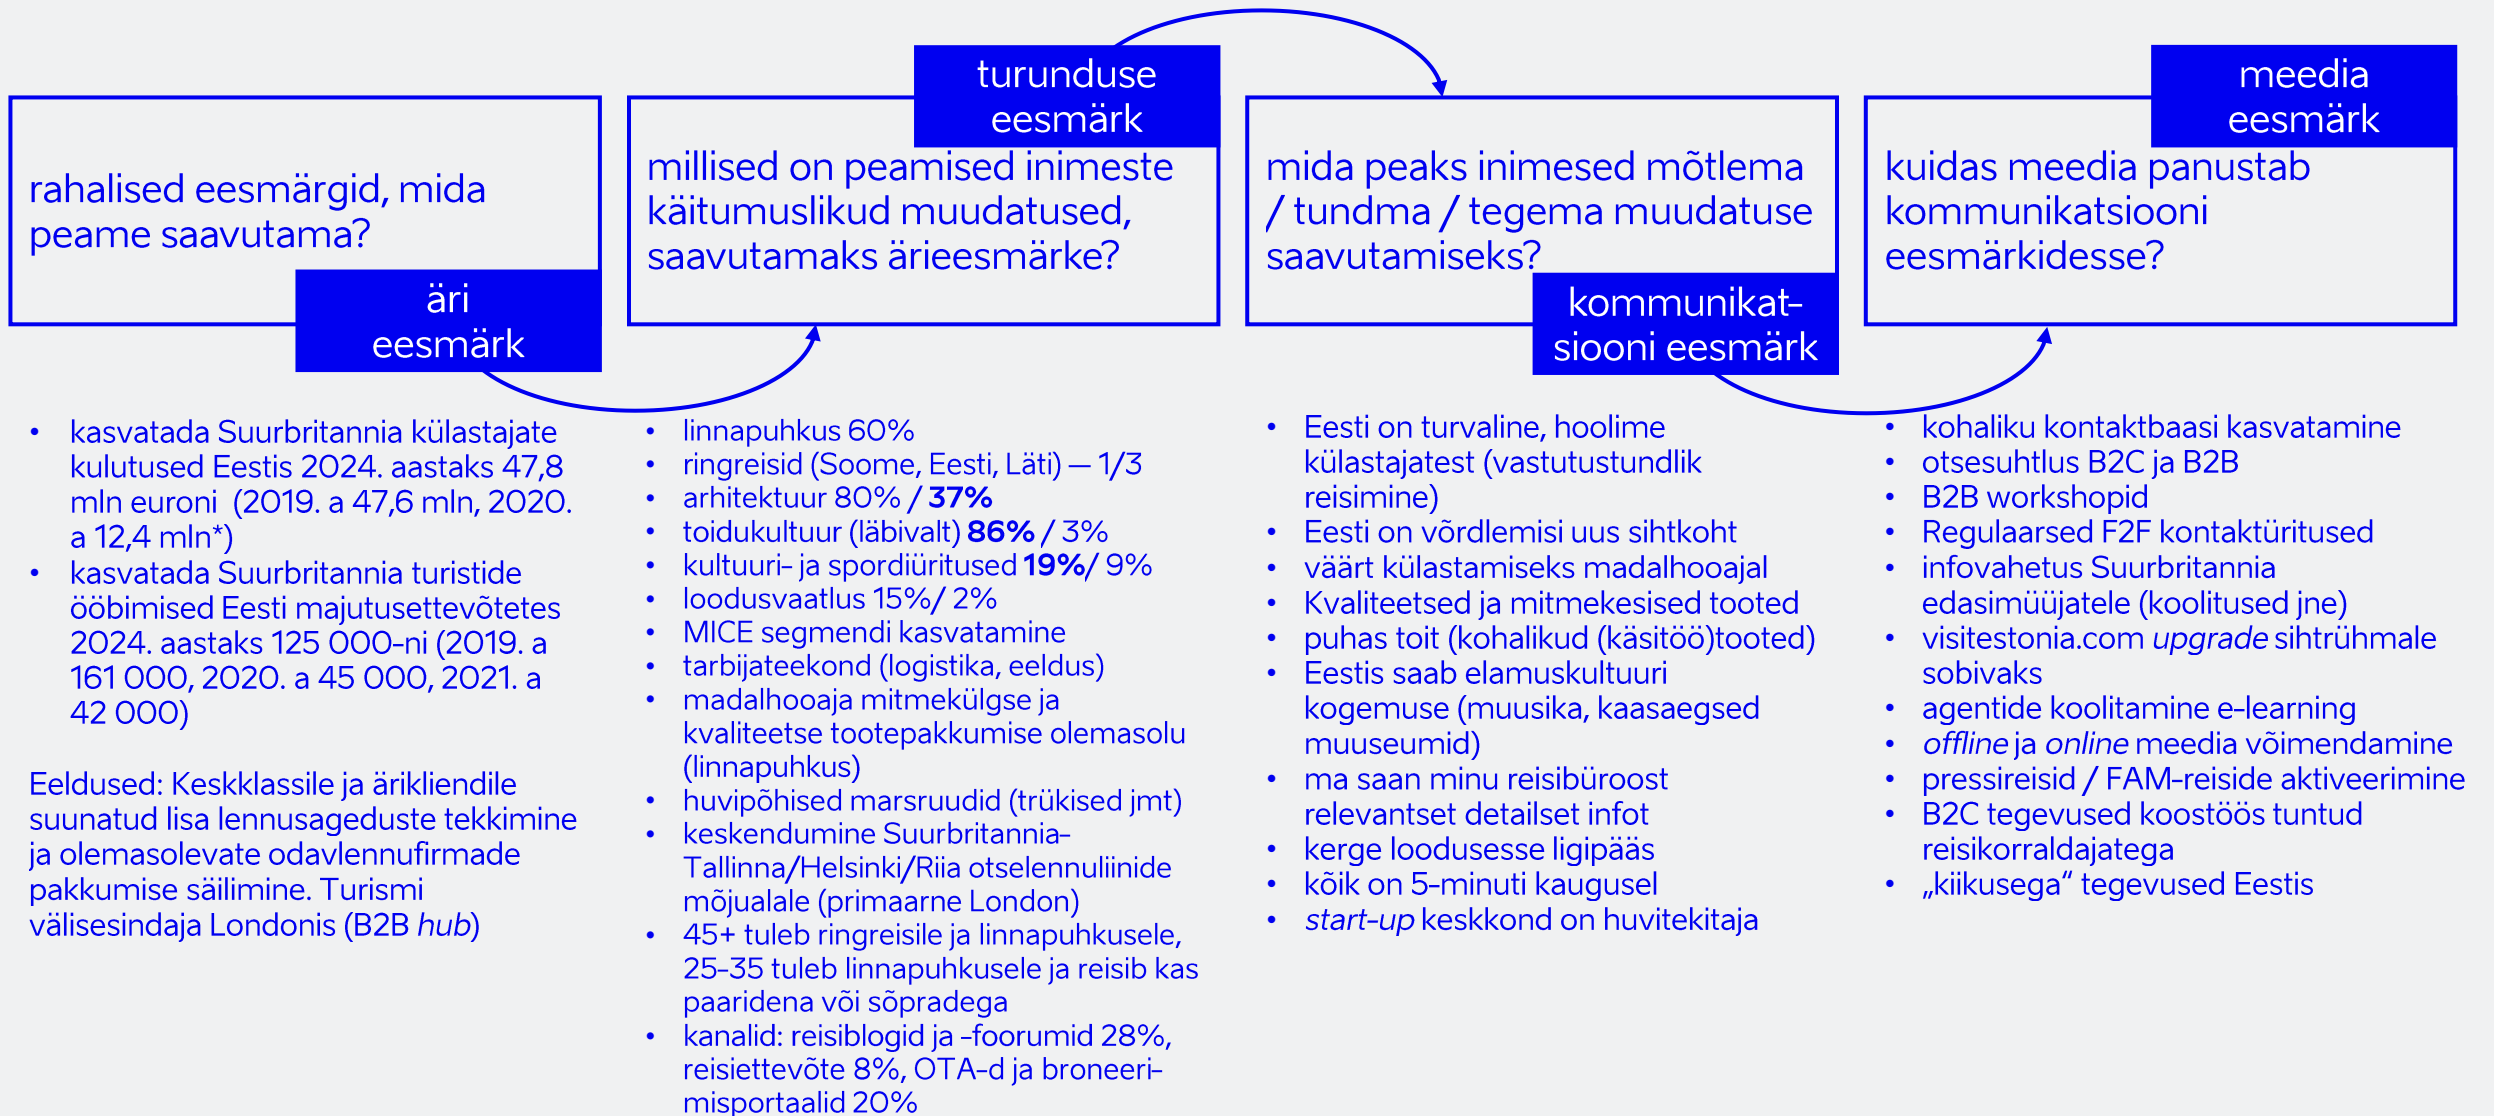 rahalised eesmärgid, mida
peame saavutama?
äri
eesmärk
• kasvatada Suurbritannia külastajate
kulutused Eestis 2024. aastaks 47,8
mln euroni (2019. a 47,6 mln, 2020.
a 12,4 mln*)
• kasvatada Suurbritannia turistide
ööbimised Eesti majutusettevõtetes
2024. aastaks 125 000-ni (2019. a
161 000, 2020. a 45 000, 2021. a
42 000)
Eeldused: Keskklassile ja ärikliendile
suunatud lisa lennusageduste tekkimine
ja olemasolevate odavlennufirmade
pakkumise säilimine. Turismi
välisesindaja Londonis (B2B hub)
turunduse
eesmärk
millised on peamised inimeste
käitumuslikud muudatused,
saavutamaks ärieesmärke?
• linnapuhkus 60%
• ringreisid (Soome, Eesti, Läti) — 1/3
• arhitektuur 80% / 37%
• toidukultuur (läbivalt) 86% / 3%
• kultuuri- ja spordiüritused 19%/ 9%
• loodusvaatlus 15%/ 2%
• MICE segmendi kasvatamine
• tarbijateekond (logistika, eeldus)
• madalhooaja mitmekülgse ja
kvaliteetse tootepakkumise olemasolu
(linnapuhkus)
• huvipõhised marsruudid (trükised jmt)
• keskendumine Suurbritannia-
Tallinna/Helsinki/Riia otselennuliinide
mõjualale (primaarne London)
• 45+ tuleb ringreisile ja linnapuhkusele,
25-35 tuleb linnapuhkusele ja reisib kas
paaridena või sõpradega
• kanalid: reisiblogid ja -foorumid 28%,
reisiettevõte 8%, OTA-d ja broneeri-
misportaalid 20%
mida peaks inimesed mõtlema
/ tundma / tegema muudatuse
saavutamiseks?
kommunikat-
siooni eesmärk
• Eesti on turvaline, hoolime
külastajatest (vastutustundlik
reisimine)
• Eesti on võrdlemisi uus sihtkoht
• väärt külastamiseks madalhooajal
• Kvaliteetsed ja mitmekesised tooted
• puhas toit (kohalikud (käsitöö)tooted)
• Eestis saab elamuskultuuri
kogemuse (muusika, kaasaegsed
muuseumid)
• ma saan minu reisibüroost
relevantset detailset infot
• kerge loodusesse ligipääs
• kõik on 5-minuti kaugusel
• start-up keskkond on huvitekitaja
meedia
eesmärk
kuidas meedia panustab
kommunikatsiooni
eesmärkidesse?
• kohaliku kontaktbaasi kasvatamine
• otsesuhtlus B2C ja B2B
• B2B workshopid
• Regulaarsed F2F kontaktüritused
• infovahetus Suurbritannia
edasimüüjatele (koolitused jne)
• visitestonia.com upgrade sihtrühmale
sobivaks
• agentide koolitamine e-learning
• offline ja online meedia võimendamine
• pressireisid / FAM-reiside aktiveerimine
• B2C tegevused koostöös tuntud
reisikorraldajatega
• „kiikusega“ tegevused Eestis